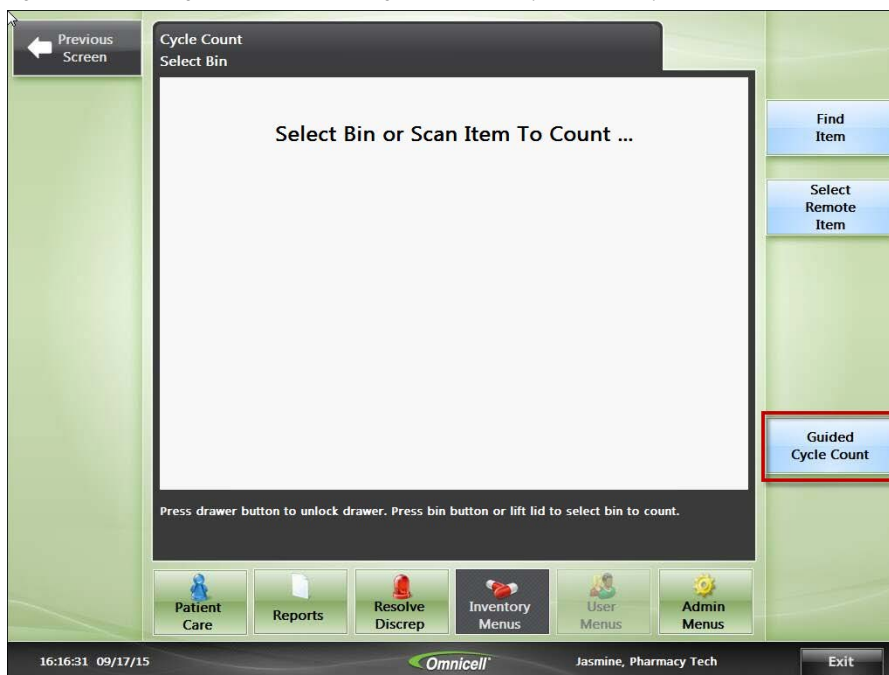 Previous
Screen
Cycle Count
Select Bin
Select Bin or Scan Item To Count ...
Find
Item
Select
Remote
Item
Guided
Cycle Count
Press drawer button to unlock drawer. Press bin button or lift lid to select bin to count.
Patient
Care
Reports
Resolve
Discrep
Inventory
Menus
User
Menus
Admin
Menus
16:16:31 09/17/15
Omnicell
Jasmine, Pharmacy Tech
Exit